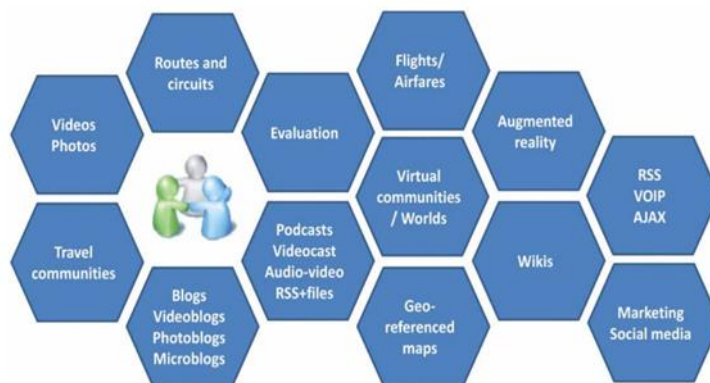 Routes and
circuits
Flights/
Airfares
Videos
Photos
Evaluation
Augmented
reality
Virtual
communities
/ Worlds
RSS
VOIP
AJAX
Travel
communities
Podcasts
Videocast
Audio-video
RSS+files
Wikis
Blogs
Videoblogs
Photoblogs
Microblogs
Geo-
referenced
maps
Marketing
Social media